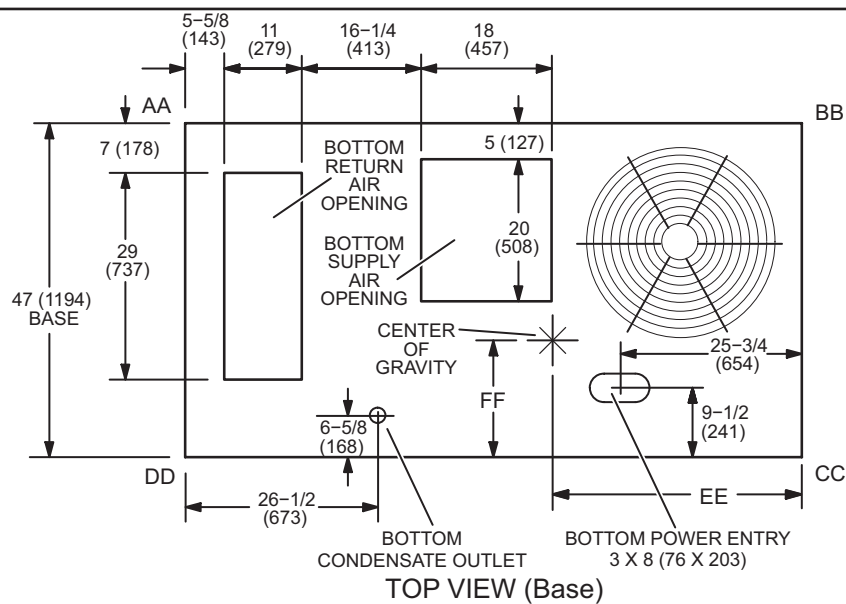 5−5/8
(143)
11
(279)
16−1/4
(413)
18
(457)
AA
BB
7 (178)
BOTTOM
RETURN
AIR
OPENING
5 (127)
29
(737)
BOTTOM
SUPPLY
AIR
OPENING
20
(508)
47 (1194)
BASE
CENTER
OF
GRAVITY
25−3/4
(654)
FF
9−1/2
(241)
6−5/8
(168)
DD
CC
26−1/2
(673)
EE
BOTTOM
CONDENSATE OUTLET
BOTTOM POWER ENTRY
3 X 8 (76 X 203)
TOP VIEW (Base)